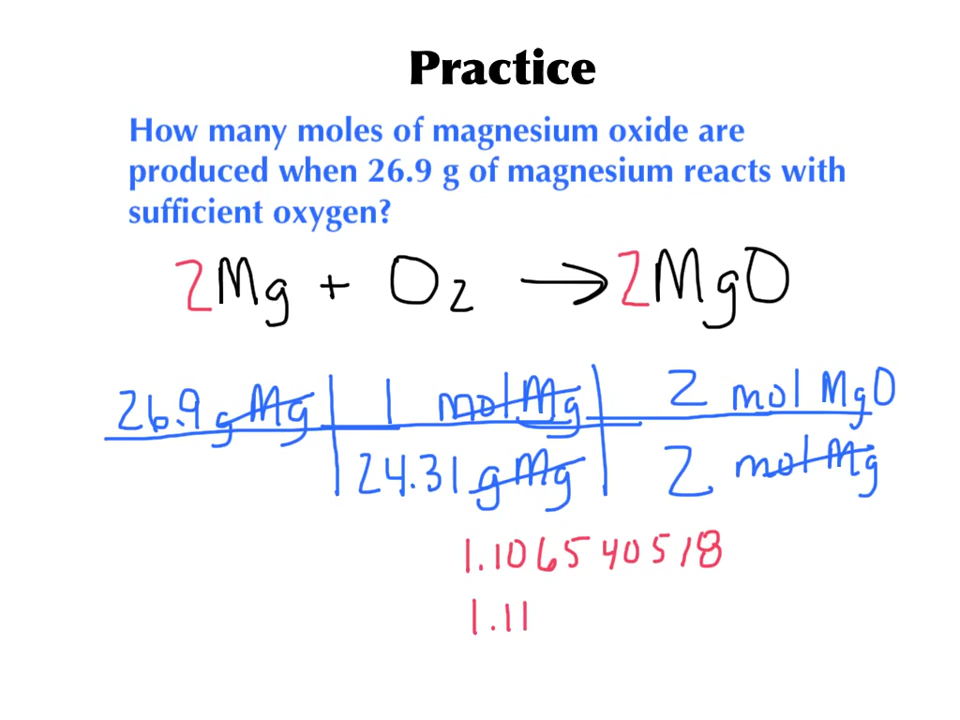 Practice
How many moles of magnesium oxide are
produced when 26.9 g of magnesium reacts with
sufficient oxygen?
2Mg + O2 → 2MgO
26.9 g Mg | 1 mol Mg | 2 mol MgO
| 24.31 g Mg | 2 mol Mg
1.106540518
1.11